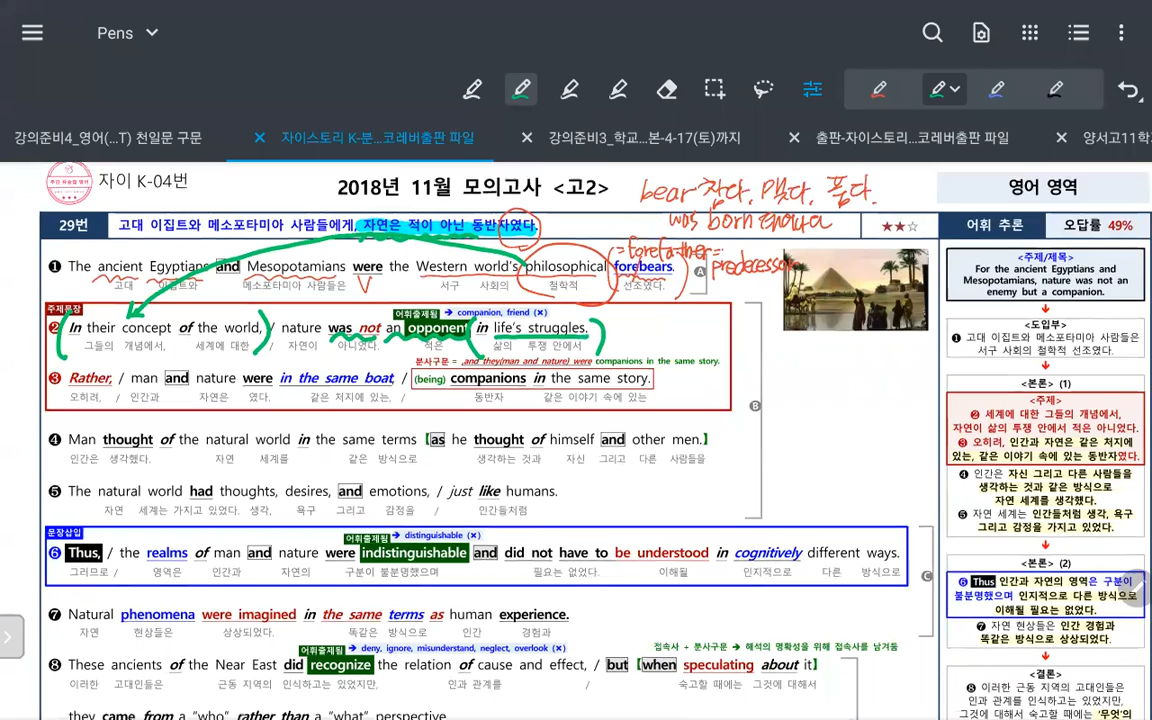 Pens
강의준비4_영어(...T) 천일문 구문
자이스토리 K-분...코레버출판 파일
강의준비3_학교...본-4-17(토)까지
출판-자이스토리...코레버출판 파일
양서고11학
자이 K-04번
2018년 11월 모의고사 <고2>
영어 영역
bear 참다, 맺다, 품다.
was born
29번
고대 이집트와 메소포타미아 사람들에게, 자연은 적이 아닌 동반자였다.
★★☆
어휘 추론
오답률 49%
=forefather=
predecessor
❶ The ancient Egyptians and Mesopotamians were the Western world's philosophical forebears.
고대 이집트와 메소포타미아 사람들은 서구 사회의 철학적 선조였다.
A
주제문장
어휘출제됨 → companion, friend (×)
❷ In their concept of the world, / nature was not an opponent in life's struggles.
그들의 개념에서, 세계에 대한 자연이 아니었다. 적은 삶의 투쟁 안에서
분사구문 = ,and they(man and nature) were companions in the same story.
❸ Rather, / man and nature were in the same boat, / (being) companions in the same story.
오히려, / 인간과 자연은 였다. 같은 처지에 있는, / 동반자 같은 이야기 속에 있는
B
❹ Man thought of the natural world in the same terms [as he thought of himself and other men.]
인간은 생각했다. 자연 세계를 같은 방식으로 생각하는 것과 자신 그리고 다른 사람들을
❺ The natural world had thoughts, desires, and emotions, / just like humans.
자연 세계는 가지고 있었다. 생각, 욕구 그리고 감정을 / 인간들처럼
문장삽입
어휘출제됨 → distinguishable (×)
❻ Thus, / the realms of man and nature were indistinguishable and did not have to be understood in cognitively different ways.
그러므로 / 영역은 인간과 자연의 구분이 불분명했으며 필요는 없었다. 이해될 인지적으로 다른 방식으로
C
❼ Natural phenomena were imagined in the same terms as human experience.
자연 현상들은 상상되었다. 똑같은 방식으로 인간 경험과
어휘출제됨 → deny, ignore, misunderstand, neglect, overlook (×)
접속사 + 분사구문 → 해석의 명확성을 위해 접속사를 남겨둠
❽ These ancients of the Near East did recognize the relation of cause and effect, / but [when speculating about it]
이러한 고대인들은 근동 지역의 인식하고는 있었지만, 인과 관계를 / 숙고할 때에는 그것에 대해서
they came from a "who" rather than a "what" perspective
<주제/제목>
For the ancient Egyptians and
Mesopotamians, nature was not an
enemy but a companion.
<도입부>
❶ 고대 이집트와 메소포타미아 사람들은
서구 사회의 철학적 선조였다.
<본론> (1)
<주제>
❷ 세계에 대한 그들의 개념에서,
자연이 삶의 투쟁 안에서 적은 아니었다.
❸ 오히려, 인간과 자연은 같은 처지에
있는, 같은 이야기 속에 있는 동반자였다.
❹ 인간은 자신 그리고 다른 사람들을
생각하는 것과 같은 방식으로
자연 세계를 생각했다.
❺ 자연 세계는 인간들처럼 생각, 욕구
그리고 감정을 가지고 있었다.
<본론> (2)
❻ Thus 인간과 자연의 영역은 구분이
불분명했으며 인지적으로 다른 방식으로
이해될 필요는 없었다.
❼ 자연 현상들은 인간 경험과
똑같은 방식으로 상상되었다.
<결론>
❽ 이러한 근동 지역의 고대인들은
인과 관계를 인식하고는 있었지만,
그것에 대해서 숙고할 때에는 '무엇'의